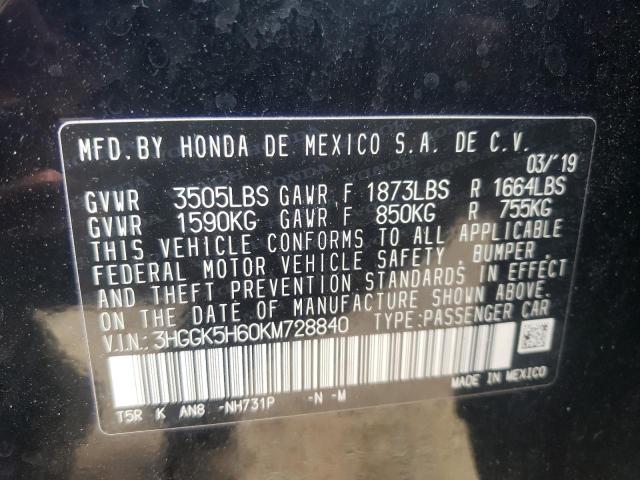 MFD. BY HONDA DE MEXICO S.A. DE C.V.
03/'19
GVWR 3505LBS GAWR F 1873LBS R 1664LBS
GVWR 1590KG GAWR F 850KG R 755KG
THIS VEHICLE CONFORMS TO ALL APPLICABLE
FEDERAL MOTOR VEHICLE SAFETY, BUMPER,
AND THEFT PREVENTION STANDARDS IN EFFECT
ON THE DATE OF MANUFACTURE SHOWN ABOVE.
V.I.N.: 3HGGK5H60KM728840 TYPE: PASSENGER CAR
MADE IN MEXICO
T5R K AN8 -NH731P -N -M